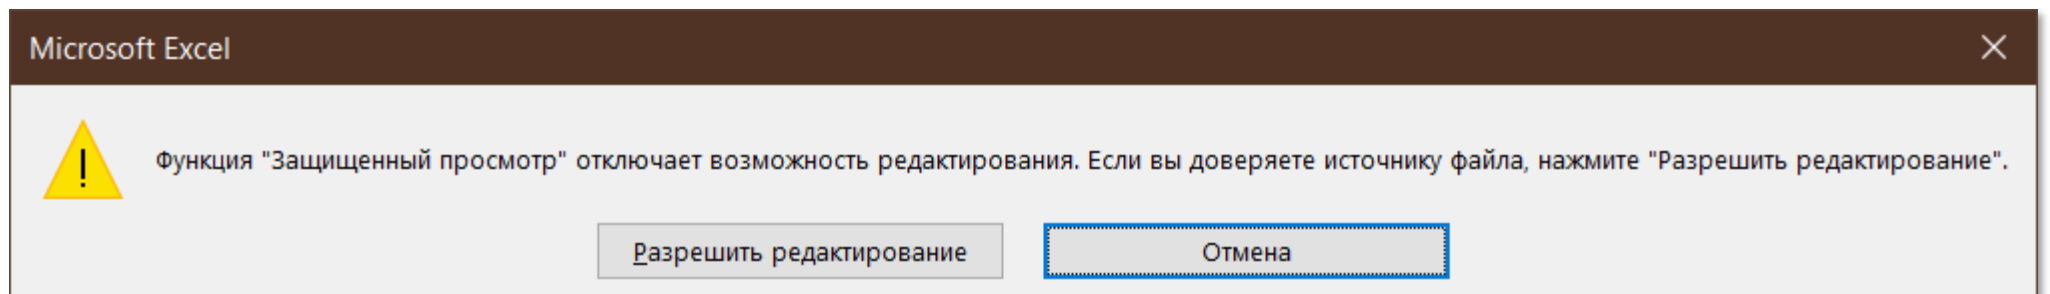 Microsoft Excel
Функция "Защищенный просмотр" отключает возможность редактирования. Если вы доверяете источнику файла, нажмите "Разрешить редактирование".
Разрешить редактирование
Отмена